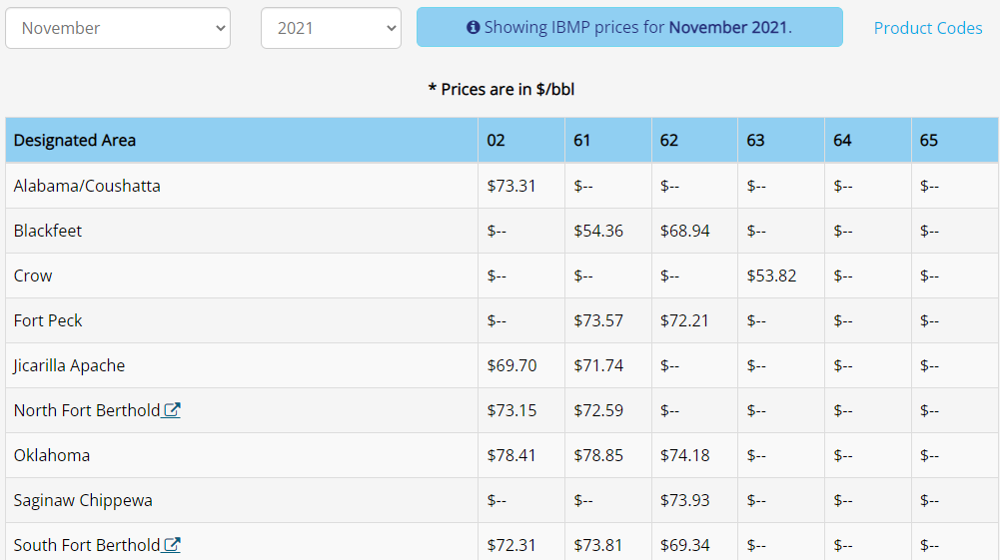 November 2021 Showing IBMP prices for November 2021. Product Codes
* Prices are in $/bbl
Designated Area 02 61 62 63 64 65
Alabama/Coushatta $73.31 $-- $-- $-- $-- $--
Blackfeet $-- $54.36 $68.94 $-- $-- $--
Crow $-- $-- $-- $53.82 $-- $--
Fort Peck $-- $73.57 $72.21 $-- $-- $--
Jicarilla Apache $69.70 $71.74 $-- $-- $-- $--
North Fort Berthold $73.15 $72.59 $-- $-- $-- $--
Oklahoma $78.41 $78.85 $74.18 $-- $-- $--
Saginaw Chippewa $-- $-- $73.93 $-- $-- $--
South Fort Berthold $72.31 $73.81 $69.34 $-- $-- $--